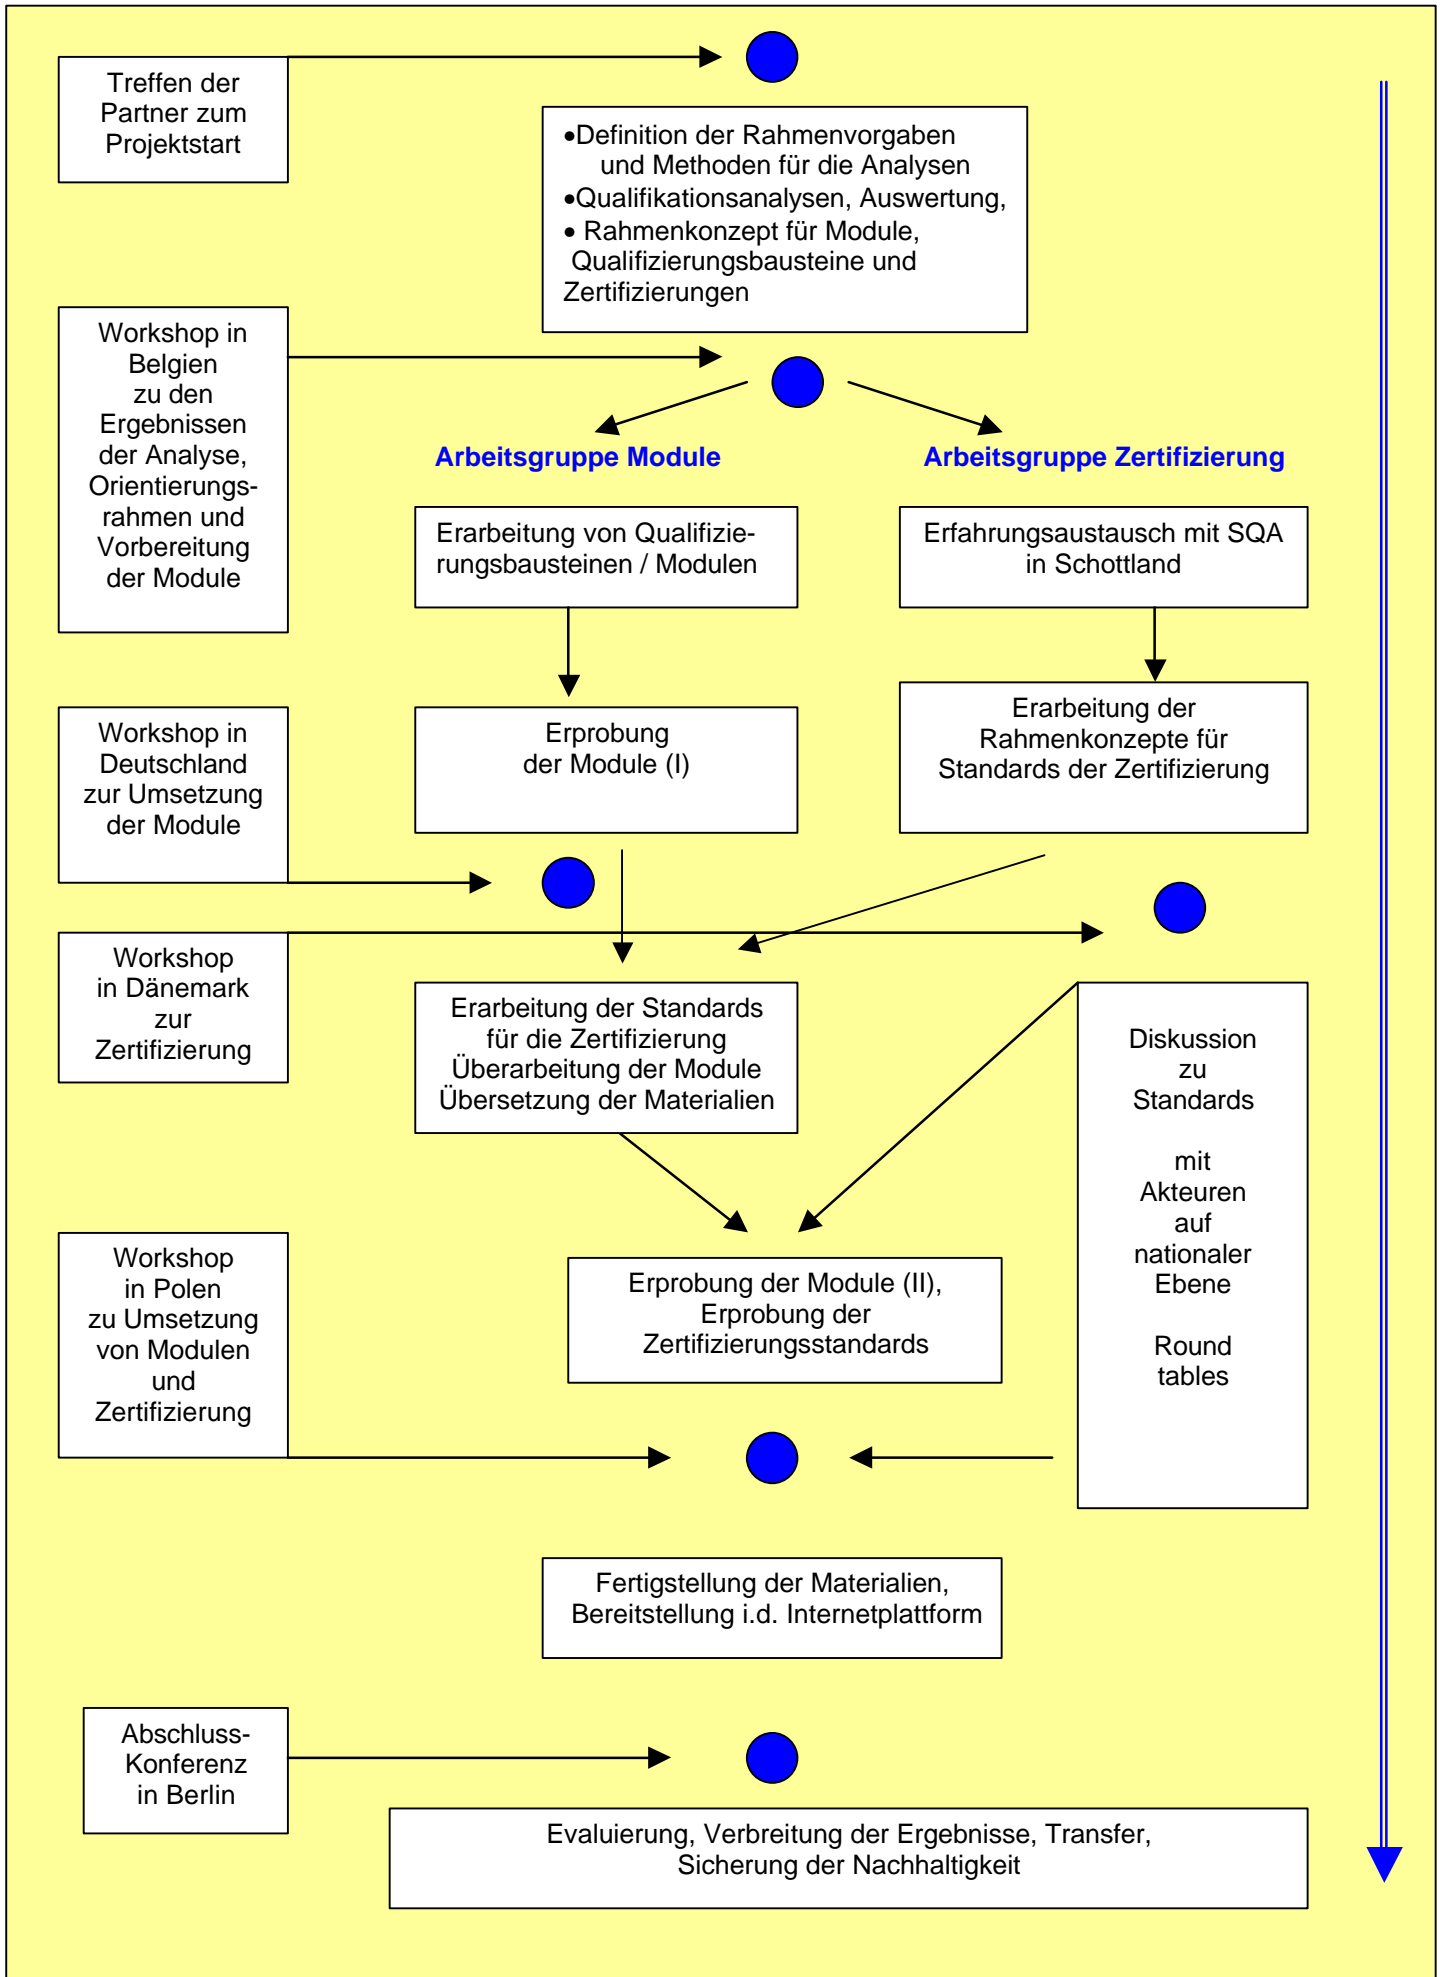 Treffen der
Partner zum
Projektstart
•Definition der Rahmenvorgaben
und Methoden für die Analysen
•Qualifikationsanalysen, Auswertung,
• Rahmenkonzept für Module,
Qualifizierungsbausteine und
Zertifizierungen
Workshop in
Belgien
zu den
Ergebnissen
der Analyse,
Orientierungs-
rahmen und
Vorbereitung
der Module
Arbeitsgruppe Module
Arbeitsgruppe Zertifizierung
Erarbeitung von Qualifizie-
rungsbausteinen / Modulen
Erfahrungsaustausch mit SQA
in Schottland
Workshop in
Deutschland
zur Umsetzung
der Module
Erprobung
der Module (I)
Erarbeitung der
Rahmenkonzepte für
Standards der Zertifizierung
Workshop
in Dänemark
zur
Zertifizierung
Erarbeitung der Standards
für die Zertifizierung
Überarbeitung der Module
Übersetzung der Materialien
Diskussion
zu
Standards
mit
Akteuren
auf
nationaler
Ebene
Round
tables
Workshop
in Polen
zu Umsetzung
von Modulen
und
Zertifizierung
Erprobung der Module (II),
Erprobung der
Zertifizierungsstandards
Fertigstellung der Materialien,
Bereitstellung i.d. Internetplattform
Abschluss-
Konferenz
in Berlin
Evaluierung, Verbreitung der Ergebnisse, Transfer,
Sicherung der Nachhaltigkeit